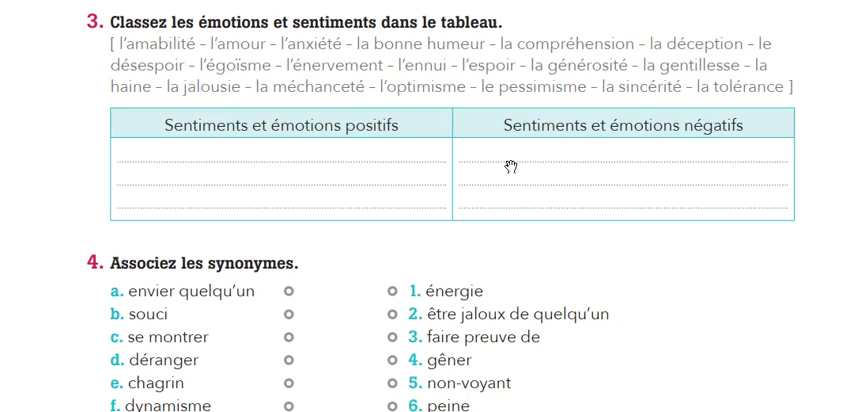 3. Classez les émotions et sentiments dans le tableau.
[ l'amabilité – l'amour – l'anxiété – la bonne humeur – la compréhension – la déception – le
désespoir – l'égoïsme – l'énervement – l'ennui – l'espoir – la générosité – la gentillesse – la
haine – la jalousie – la méchanceté – l'optimisme – le pessimisme – la sincérité – la tolérance ]
Sentiments et émotions positifs
Sentiments et émotions négatifs
4. Associez les synonymes.
a. envier quelqu'un
1. énergie
b. souci
2. être jaloux de quelqu'un
c. se montrer
3. faire preuve de
d. déranger
4. gêner
e. chagrin
5. non-voyant
f. dynamisme
6. peine